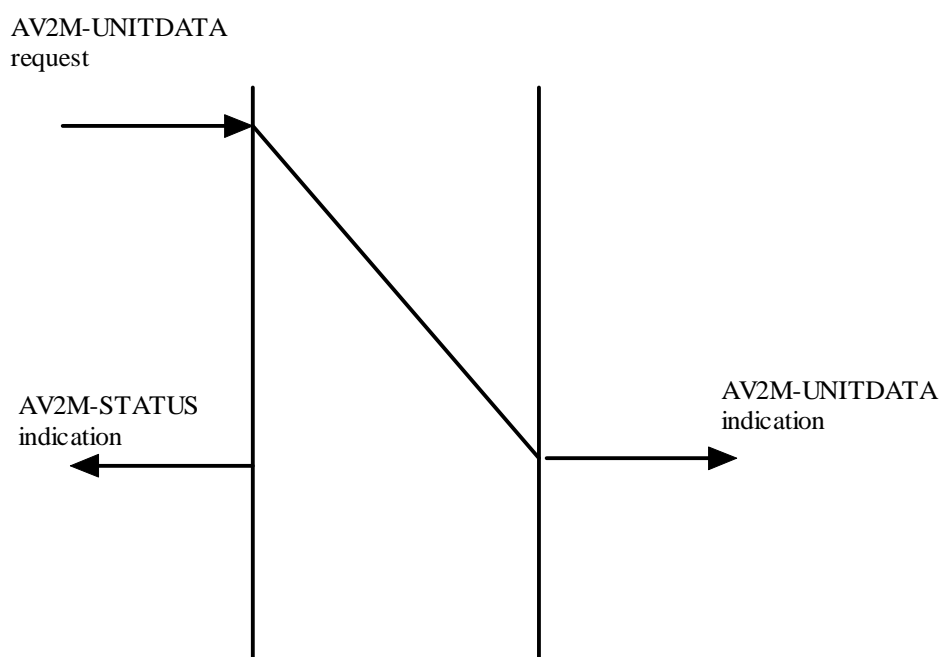 AV2M-UNITDATA
request
AV2M-STATUS
indication
AV2M-UNITDATA
indication